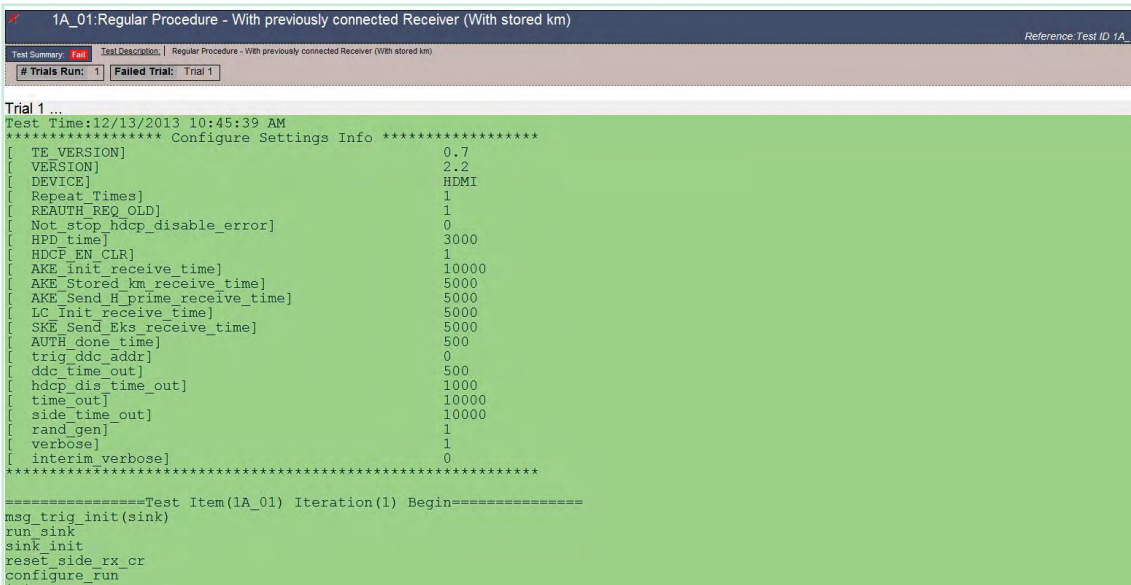 1A_01:Regular Procedure - With previously connected Receiver (With stored km)
Reference:Test ID 1A_
Test Summary: Fail Test Description: Regular Procedure - With previously connected Receiver (With stored km)
# Trials Run: 1 Failed Trial: Trial 1
Trial 1 ...
Test Time:12/13/2013 10:45:39 AM
****************** Configure Settings Info ******************
[ TE_VERSION] 0.7
[ VERSION] 2.2
[ DEVICE] HDMI
[ Repeat_Times] 1
[ REAUTH_REQ_OLD] 1
[ Not_stop_hdcp_disable_error] 0
[ HPD_time] 3000
[ HDCP_EN_CLR] 1
[ AKE_init_receive_time] 10000
[ AKE_Stored_km_receive_time] 5000
[ AKE_Send_H_prime_receive_time] 5000
[ LC_Init_receive_time] 5000
[ SKE_Send_Eks_receive_time] 5000
[ AUTH_done_time] 500
[ trig_ddc_addr] 0
[ ddc_time_out] 500
[ hdcp_dis_time_out] 1000
[ time_out] 10000
[ side_time_out] 10000
[ rand_gen] 1
[ verbose] 1
[ interim_verbose] 0
*************************************************************
================Test Item(1A_01) Iteration(1) Begin===============
msg_trig_init(sink)
run_sink
sink_init
reset_side_rx_cr
configure_run